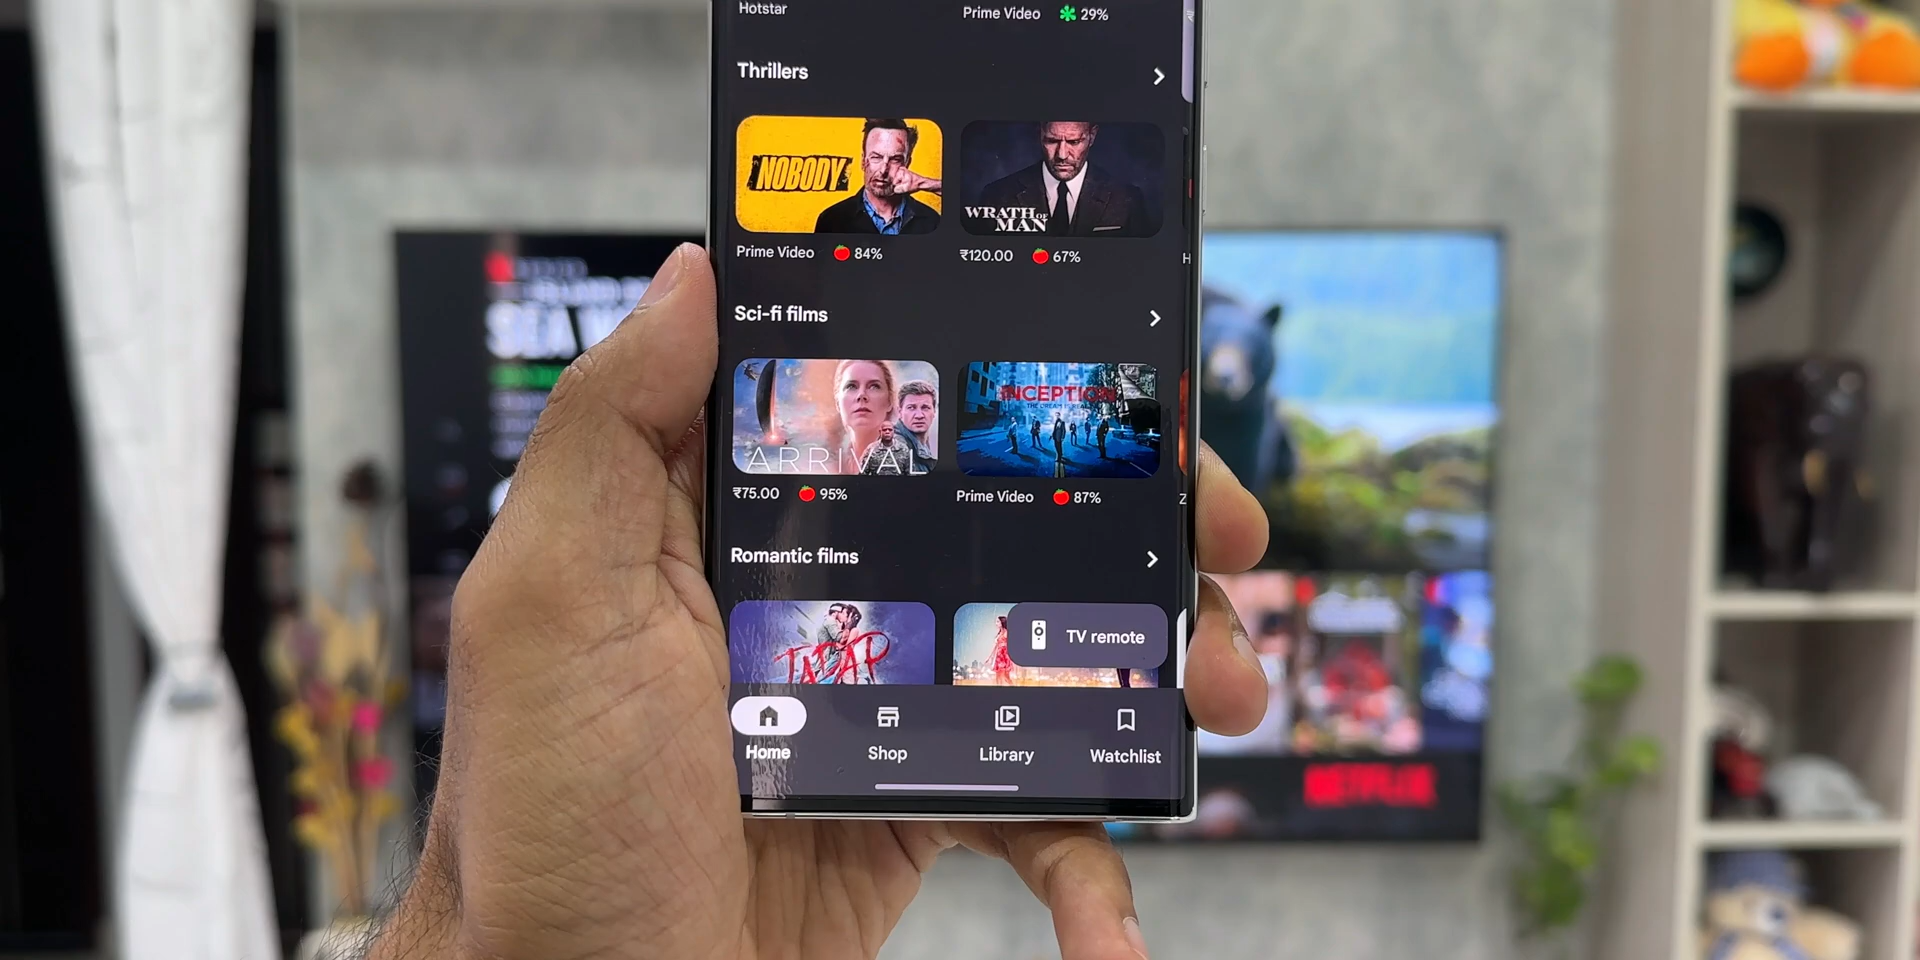 Hotstar
Prime Video 29%
Thrillers
NOBODY
WRATH OF MAN
Prime Video 84%
₹120.00 67%
H
Sci-fi films
ARRIVAL
INCEPTION
₹75.00 95%
Prime Video 87%
Z
Romantic films
TADAP
TV remote
Home
Shop
Library
Watchlist
NETFLIX